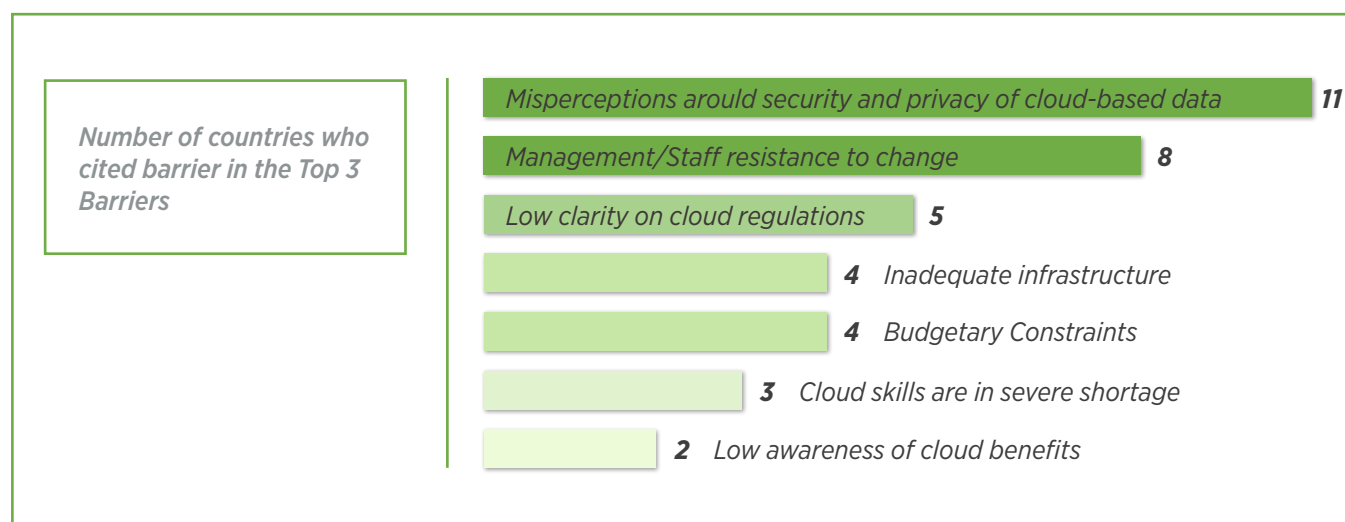 Number of countries who
cited barrier in the Top 3
Barriers
Misperceptions arould security and privacy of cloud-based data 11
Management/Staff resistance to change 8
Low clarity on cloud regulations 5
4 Inadequate infrastructure
4 Budgetary Constraints
3 Cloud skills are in severe shortage
2 Low awareness of cloud benefits